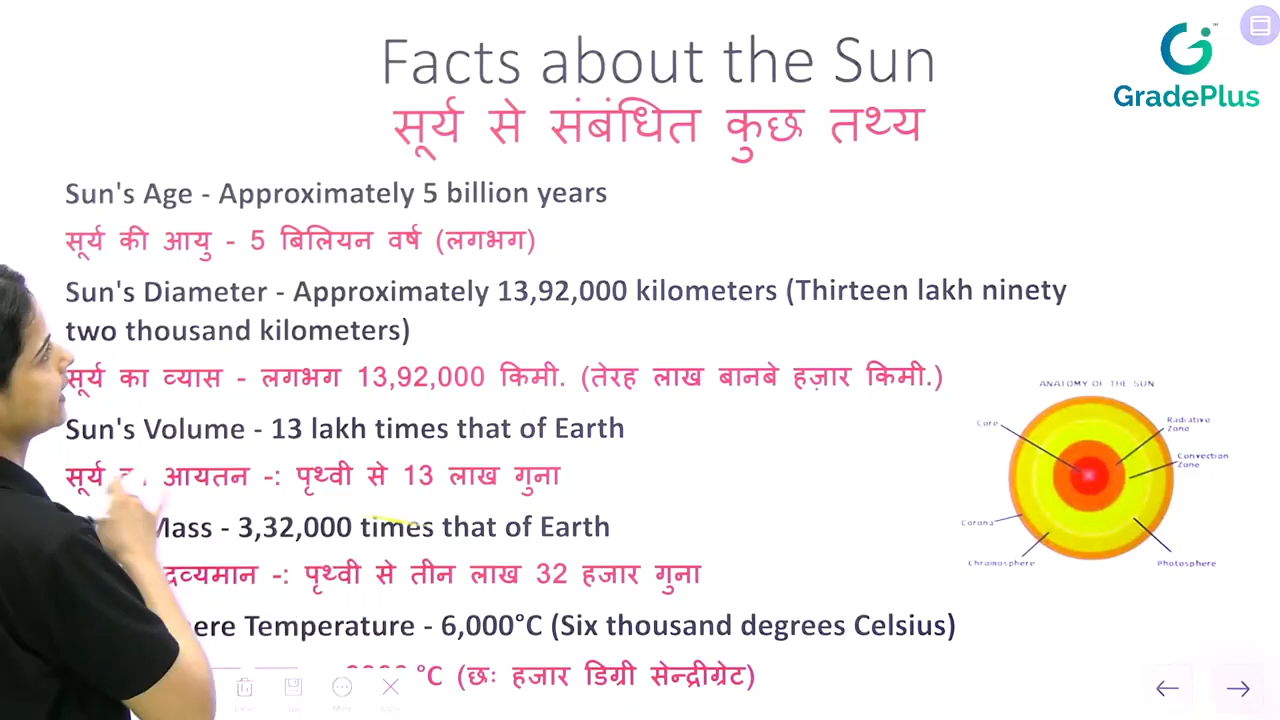 Facts about the Sun
GradePlus
सूर्य से संबंधित कुछ तथ्य
Sun's Age - Approximately 5 billion years
सूर्य की आयु - 5 बिलियन वर्ष (लगभग)
Sun's Diameter - Approximately 13,92,000 kilometers (Thirteen lakh ninety
two thousand kilometers)
सूर्य का व्यास - लगभग 13,92,000 किमी. (तेरह लाख बानबे हज़ार किमी.)
Sun's Volume - 13 lakh times that of Earth
सूर्य आयतन -: पृथ्वी से 13 लाख गुना
Mass - 3,32,000 times that of Earth
द्रव्यमान -: पृथ्वी से तीन लाख 32 हजार गुना
Temperature - 6,000°C (Six thousand degrees Celsius)
°C (छः हजार डिग्री सेन्द्रीग्रेट)
ANATOMY OF THE SUN
Core
Radiative
Zone
Convection
Zone
Corona
Chromosphere
Photosphere